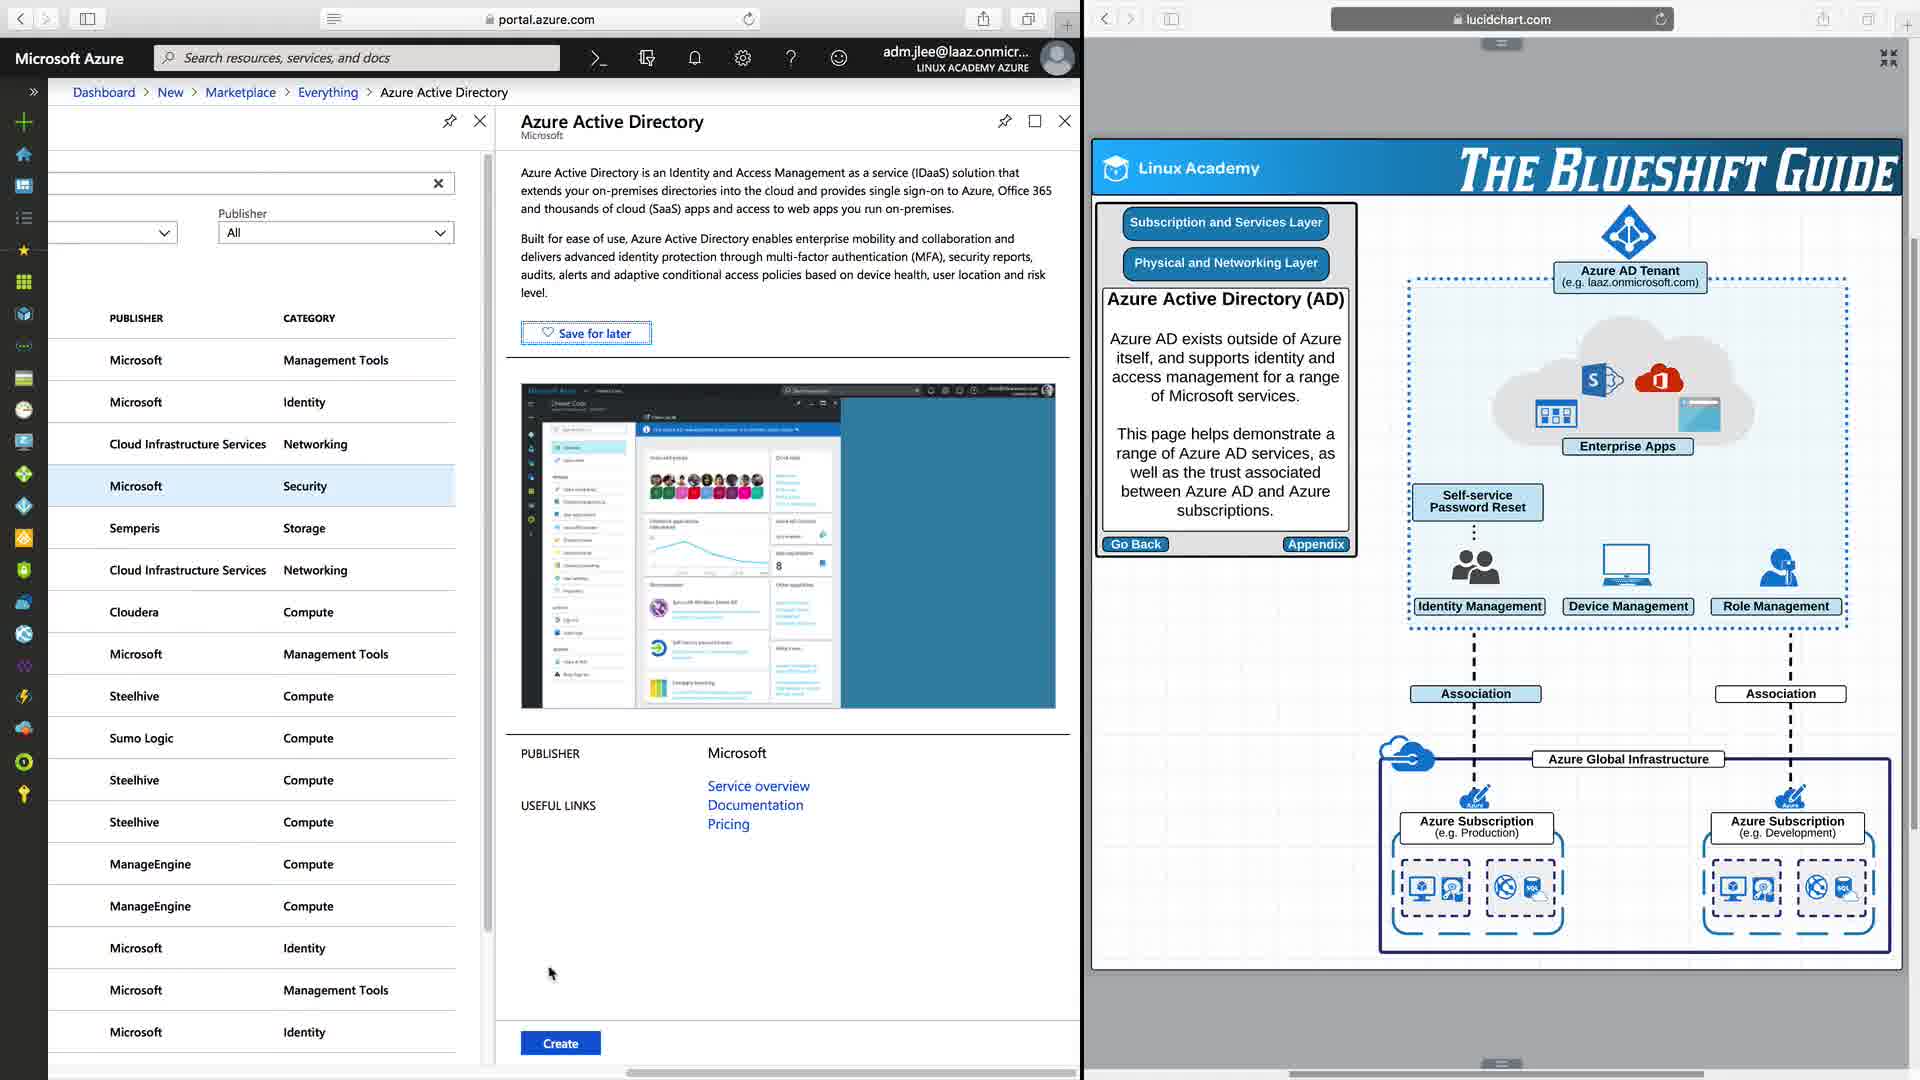 portal.azure.com
Microsoft Azure
Search resources, services, and docs
adm.jlee@laaz.onmicr...
LINUX ACADEMY AZURE
Dashboard > New > Marketplace > Everything > Azure Active Directory
Publisher
All
PUBLISHER CATEGORY
Microsoft Management Tools
Microsoft Identity
Cloud Infrastructure Services Networking
Microsoft Security
Semperis Storage
Cloud Infrastructure Services Networking
Cloudera Compute
Microsoft Management Tools
Steelhive Compute
Sumo Logic Compute
Steelhive Compute
Steelhive Compute
ManageEngine Compute
ManageEngine Compute
Microsoft Identity
Microsoft Management Tools
Microsoft Identity
Azure Active Directory
Microsoft
Azure Active Directory is an Identity and Access Management as a service (IDaaS) solution that
extends your on-premises directories into the cloud and provides single sign-on to Azure, Office 365
and thousands of cloud (SaaS) apps and access to web apps you run on-premises.
Built for ease of use, Azure Active Directory enables enterprise mobility and collaboration and
delivers advanced identity protection through multi-factor authentication (MFA), security reports,
audits, alerts and adaptive conditional access policies based on device health, user location and risk
level.
Save for later
PUBLISHER Microsoft
USEFUL LINKS
Service overview
Documentation
Pricing
Create
lucidchart.com
Linux Academy
THE BLUESHIFT GUIDE
Subscription and Services Layer
Physical and Networking Layer
Azure Active Directory (AD)
Azure AD exists outside of Azure
itself, and supports identity and
access management for a range
of Microsoft services.
This page helps demonstrate a
range of Azure AD services, as
well as the trust associated
between Azure AD and Azure
subscriptions.
Go Back
Appendix
Azure AD Tenant
(e.g. laaz.onmicrosoft.com)
Enterprise Apps
Self-service
Password Reset
Identity Management
Device Management
Role Management
Association
Association
Azure Global Infrastructure
Azure Subscription
(e.g. Production)
Azure Subscription
(e.g. Development)